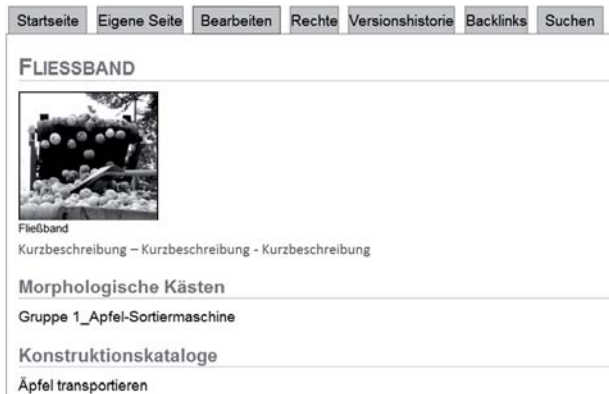 Startseite Eigene Seite Bearbeiten Rechte Versionshistorie Backlinks Suchen
FLIESSBAND
Fließband
Kurzbeschreibung – Kurzbeschreibung - Kurzbeschreibung
Morphologische Kästen
Gruppe 1_Apfel-Sortiermaschine
Konstruktionskataloge
Äpfel transportieren